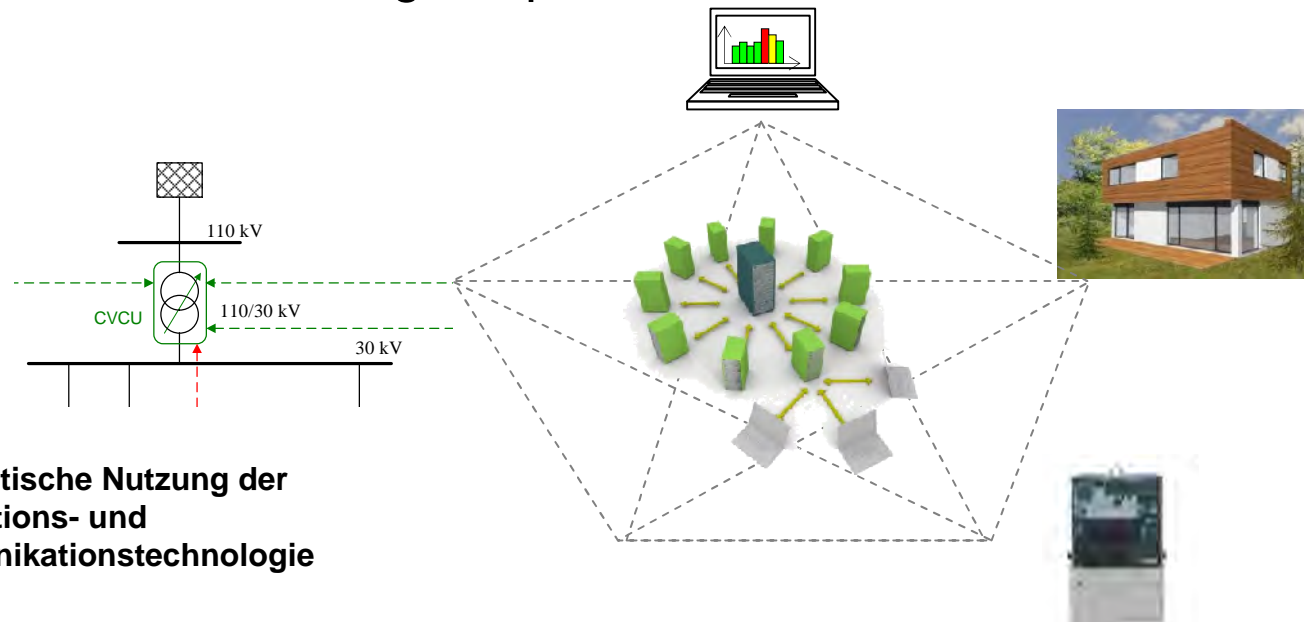 110 kV
CVCU
110/30 kV
30 kV
tische Nutzung der
tions- und
nikationstechnologie